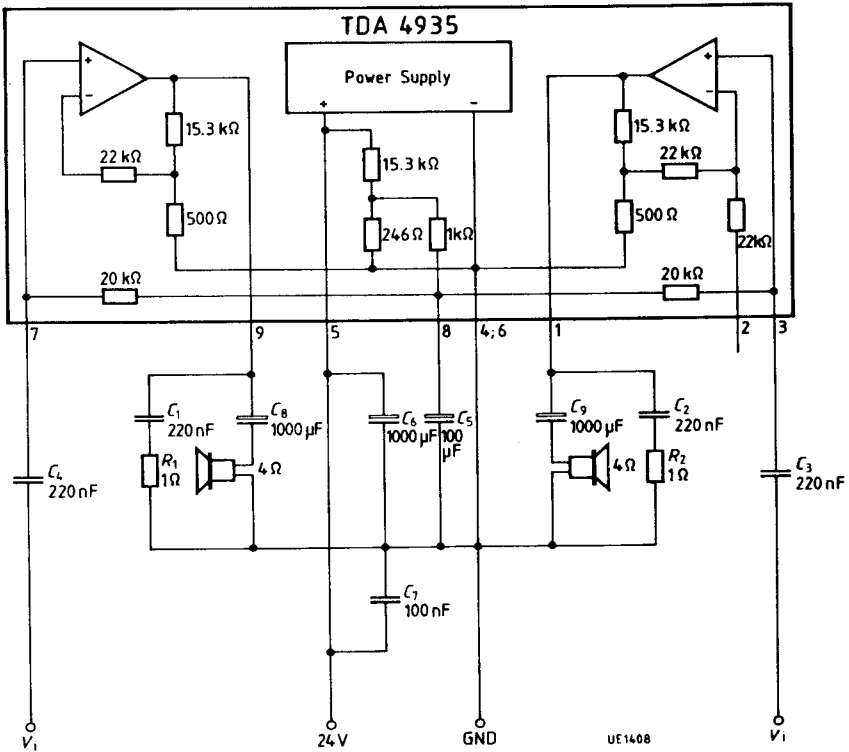 TDA 4935
Power Supply
+
-
+
-
+
-
15.3 kΩ
22 kΩ
500 Ω
15.3 kΩ
246Ω
1kΩ
15.3 kΩ
22 kΩ
500 Ω
22kΩ
20 kΩ
20 kΩ
7
9
5
8
4;6
1
2
3
C1
220 nF
C8
1000 µF
C6
1000 µF
C5
100
µF
C9
1000 µF
C2
220 nF
R1
1Ω
4Ω
4Ω
R2
1Ω
C4
220 nF
C3
220 nF
C7
100 nF
Vi
24V
GND
UE1408
Vi